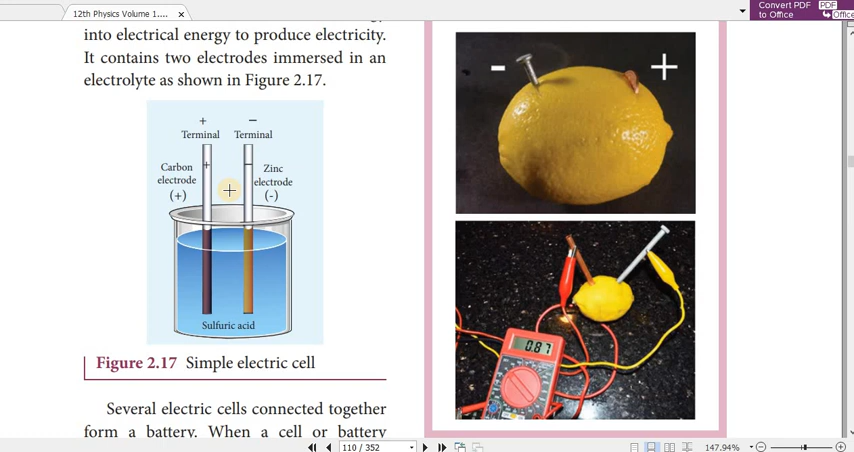 12th Physics Volume 1....
×
Convert PDF
to Office
PDF
Office
into electrical energy to produce electricity.
It contains two electrodes immersed in an
electrolyte as shown in Figure 2.17.
+
Terminal
−
Terminal
Carbon
electrode
(+)
+
−
Zinc
electrode
(-)
Sulfuric acid
Figure 2.17 Simple electric cell
Several electric cells connected together
form a battery. When a cell or battery
-
+
0.87
110 / 352
147.94%